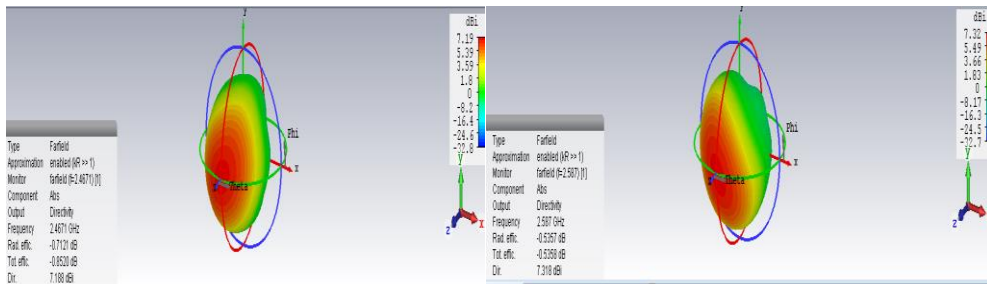 Y
dBi
7.19
5.39
3.59
1.8
0
-8.2
-16.4
-24.6
-32.8
Phi
x
Theta
z
y
z
x
Type Farfield
Approximation enabled (kR >> 1)
Monitor farfield (f=2.4671) [1]
Component Abs
Output Directivity
Frequency 2.4671 GHz
Rad. effic. -0.7121 dB
Tot. effic. -0.8520 dB
Dir. 7.188 dBi
y
dBi
7.32
5.49
3.66
1.83
0
-8.17
-16.3
-24.5
-32.7
Phi
x
Theta
z
y
z
x
Type Farfield
Approximation enabled (kR >> 1)
Monitor farfield (f=2.587) [1]
Component Abs
Output Directivity
Frequency 2.587 GHz
Rad. effic. -0.5357 dB
Tot. effic. -0.5358 dB
Dir. 7.318 dBi